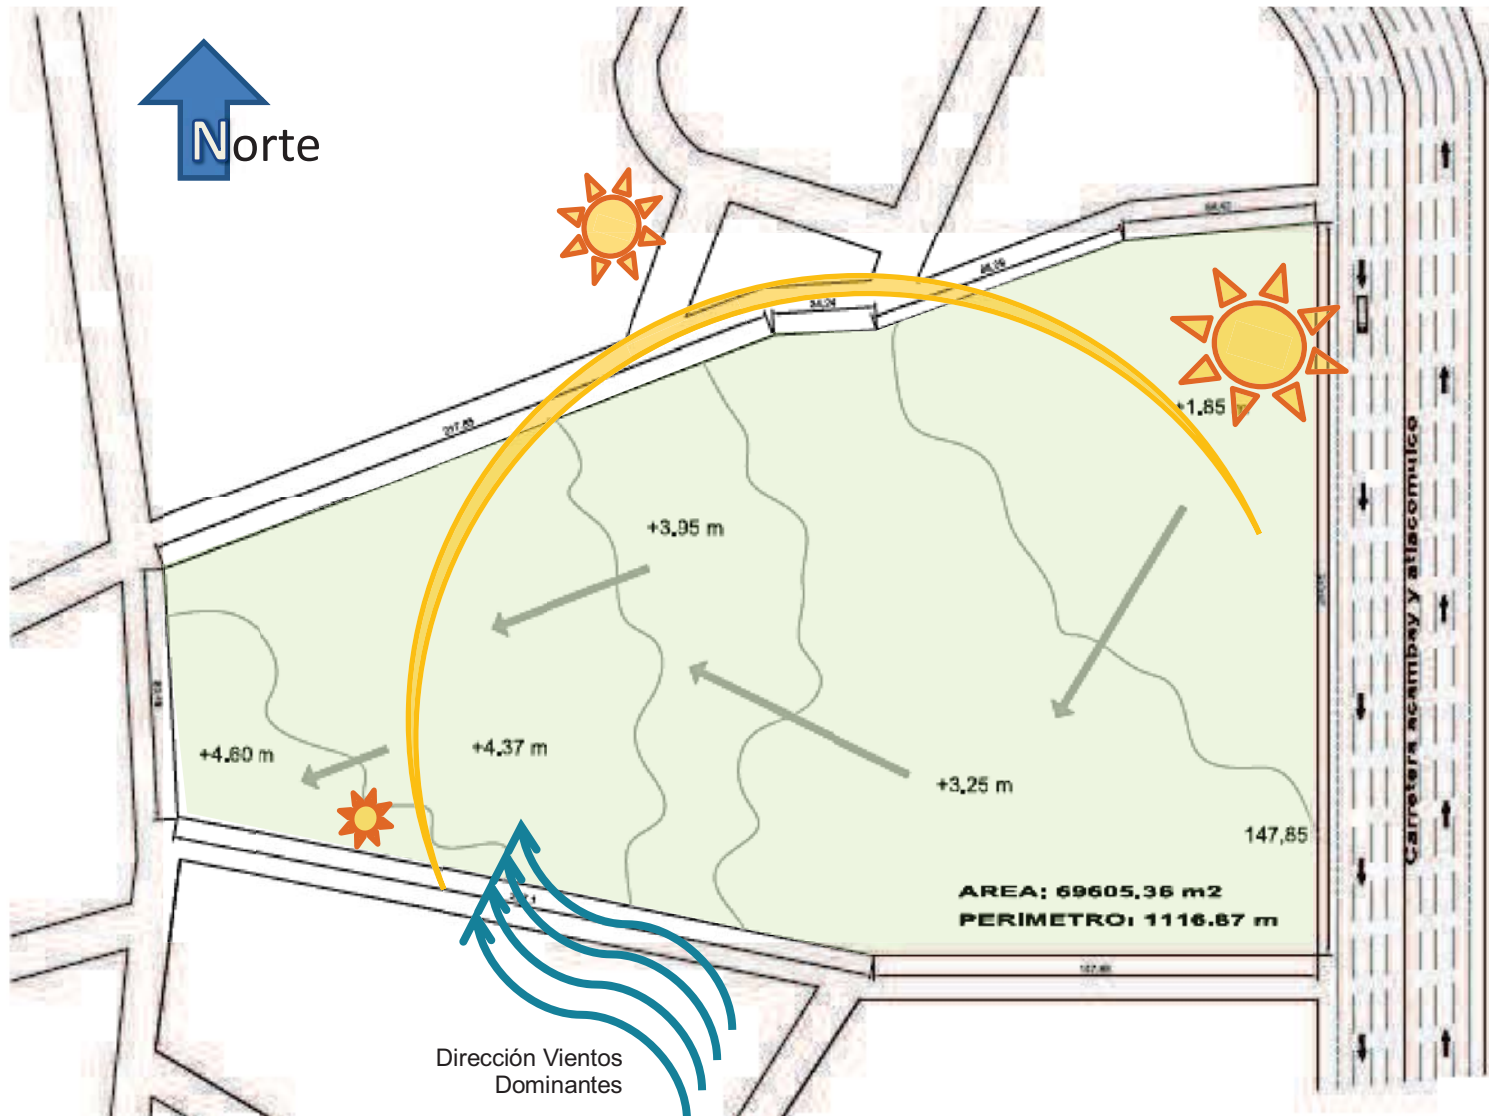 Norte
+1.85 m
+3.95 m
+4.60 m
+4.37 m
+3.25 m
147,85
AREA: 69605.36 m2
PERIMETRO: 1116.87 m
Carretera acambay y atlacomulco
Dirección Vientos
Dominantes